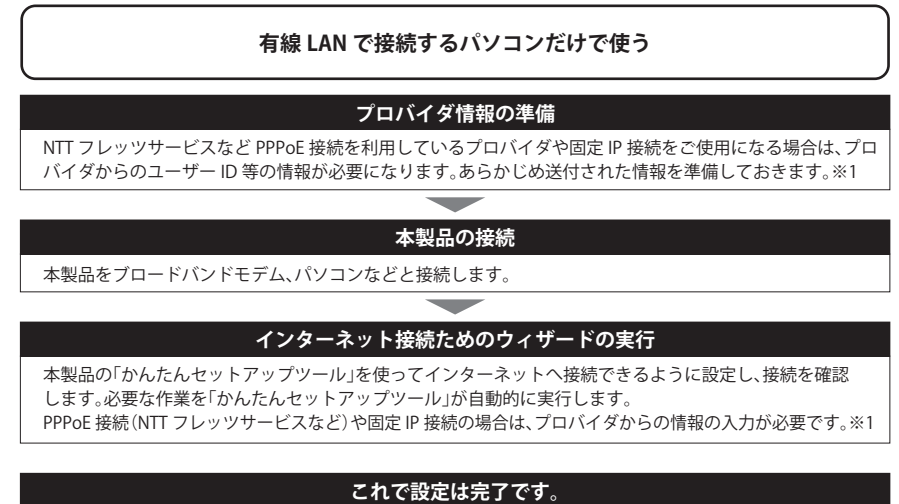 有線 LAN で接続するパソコンだけで使う
プロバイダ情報の準備
NTT フレッツサービスなど PPPoE 接続を利用しているプロバイダや固定 IP 接続をご使用になる場合は、プロ
バイダからのユーザー ID 等の情報が必要になります。あらかじめ送付された情報を準備しておきます。※1
本製品の接続
本製品をブロードバンドモデム、パソコンなどと接続します。
インターネット接続ためのウィザードの実行
本製品の「かんたんセットアップツール」を使ってインターネットへ接続できるように設定し、接続を確認
します。必要な作業を「かんたんセットアップツール」が自動的に実行します。
PPPoE 接続（NTT フレッツサービスなど）や固定 IP 接続の場合は、プロバイダからの情報の入力が必要です。※1
これで設定は完了です。